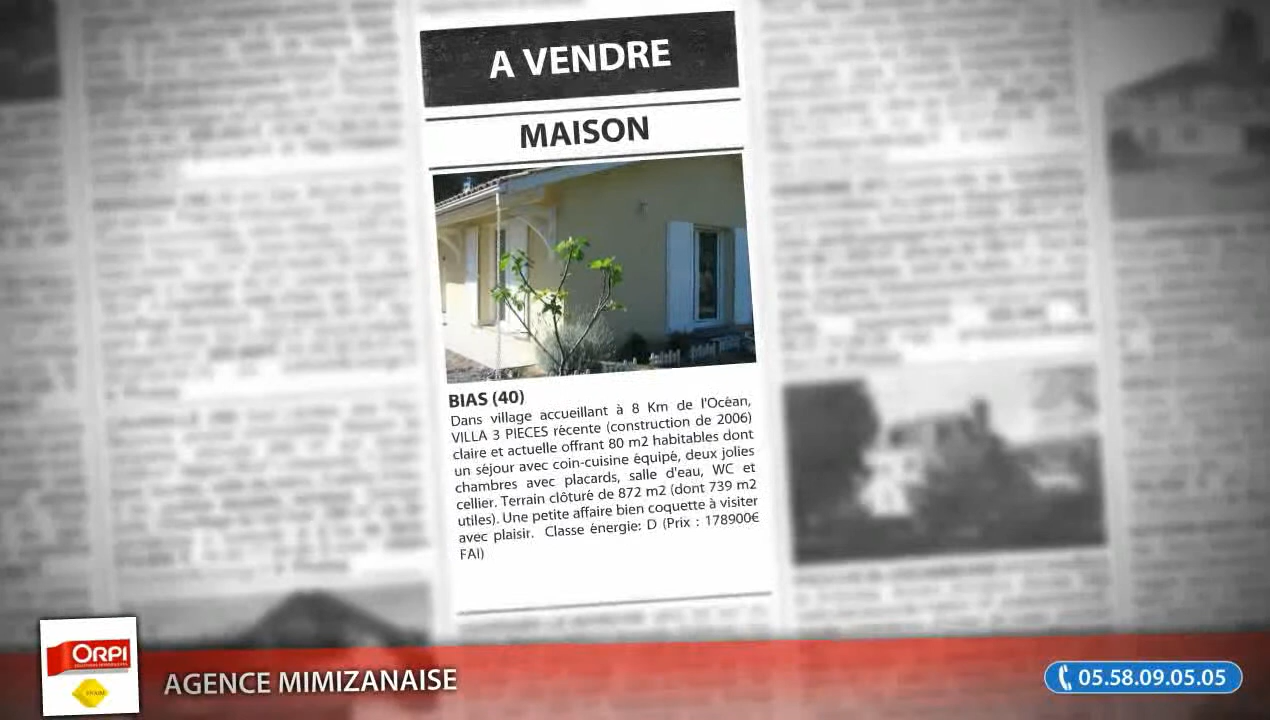 A VENDRE
MAISON
BIAS (40)
Dans village accueillant à 8 Km de l'Océan,
VILLA 3 PIECES récente (construction de 2006)
claire et actuelle offrant 80 m2 habitables dont
un séjour avec coin-cuisine équipé, deux jolies
chambres avec placards, salle d'eau, WC et
cellier. Terrain clôturé de 872 m2 (dont 739 m2
utiles). Une petite affaire bien coquette à visiter
avec plaisir. Classe énergie: D (Prix : 178900€
FAI)
ORPI
AGENCE MIMIZANAISE
05.58.09.05.05